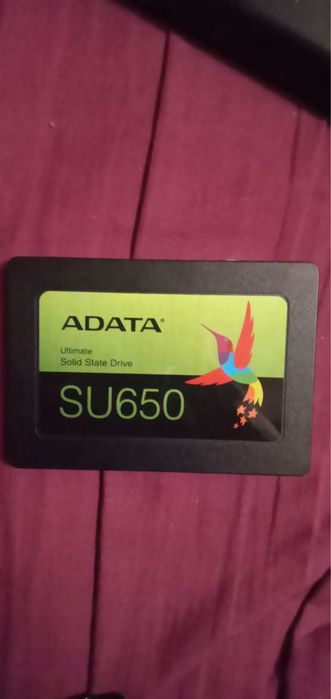 ADATA®
Ultimate
Solid State Drive
SU650